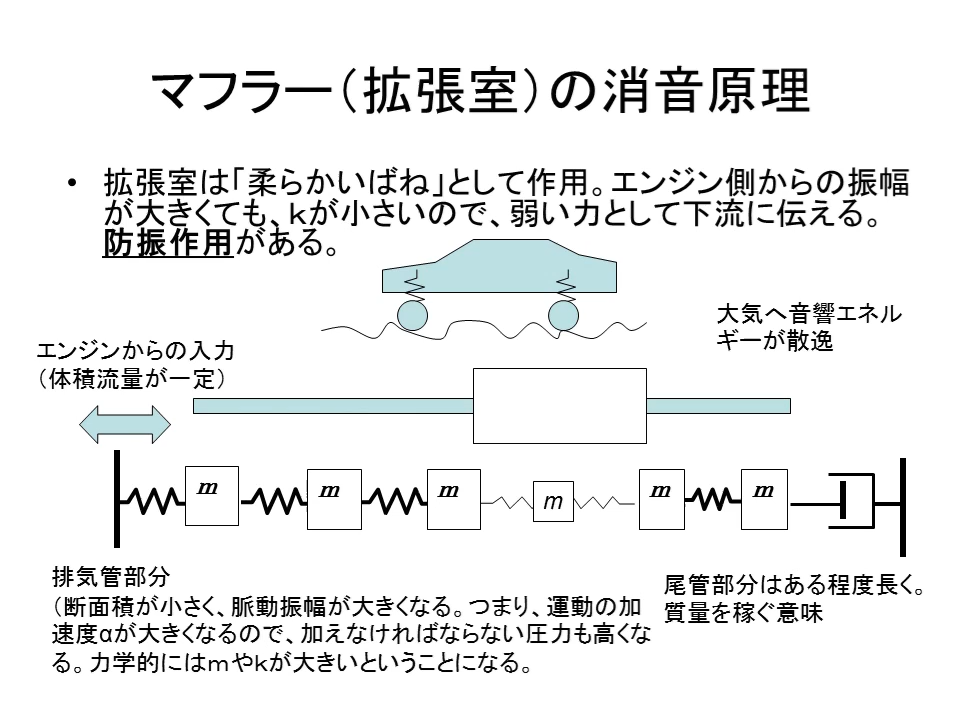 マフラー（拡張室）の消音原理
• 拡張室は「柔らかいばね」として作用。エンジン側からの振幅
が大きくても、ｋが小さいので、弱い力として下流に伝える。
防振作用がある。
大気へ音響エネル
ギーが散逸
エンジンからの入力
（体積流量が一定）
m m m m m m
排気管部分
（断面積が小さく、脈動振幅が大きくなる。つまり、運動の加
速度αが大きくなるので、加えなければならない圧力も高くな
る。力学的にはｍやｋが大きいということになる。
尾管部分はある程度長く。
質量を稼ぐ意味